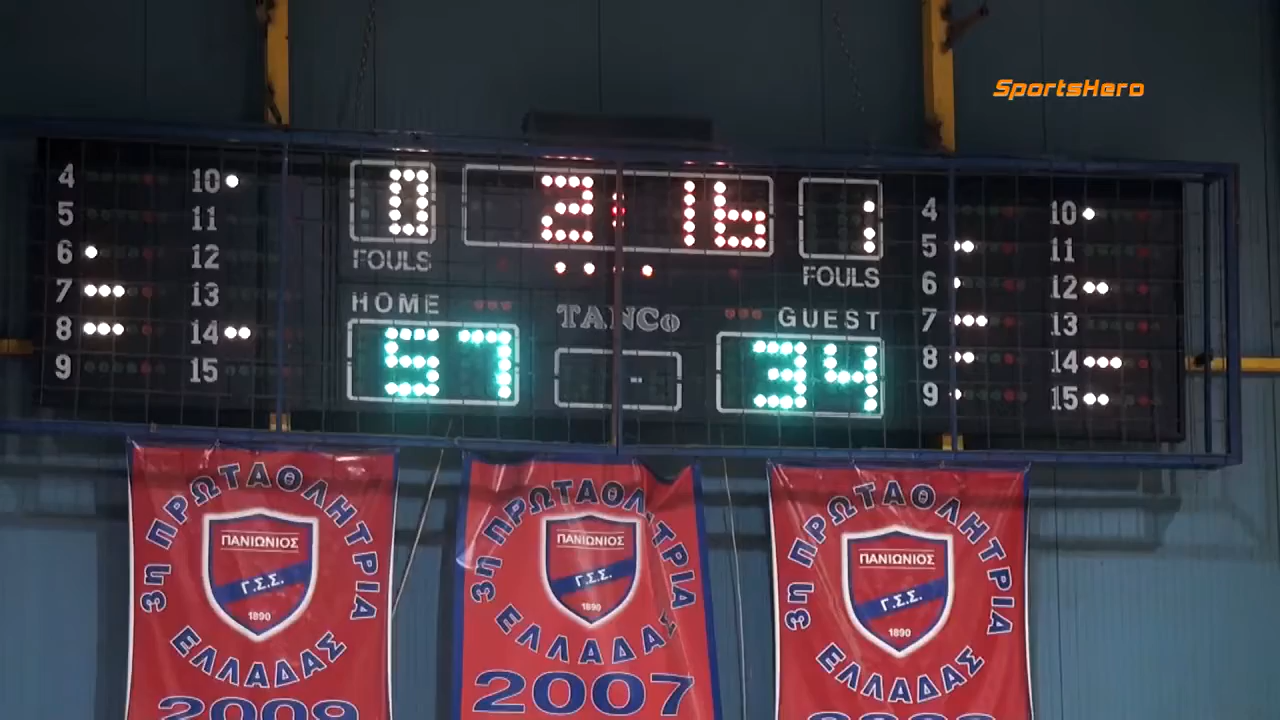 SportsHero
4 10 0 2:16 1 4 10
5 11 5 11
6 12 FOULS FOULS 6 12
7 13 HOME TANCO GUEST 7 13
8 14 57 34 8 14
9 15 9 15
3η ΠΡΩΤΑΘΛΗΤΡΙΑ
ΠΑΝΙΩΝΙΟΣ
Γ.Σ.Σ.
1890
ΕΛΛΑΔΑΣ
2009
3η ΠΡΩΤΑΘΛΗΤΡΙΑ
ΠΑΝΙΩΝΙΟΣ
Γ.Σ.Σ.
1890
ΕΛΛΑΔΑΣ
2007
3η ΠΡΩΤΑΘΛΗΤΡΙΑ
ΠΑΝΙΩΝΙΟΣ
Γ.Σ.Σ.
1890
ΕΛΛΑΔΑΣ